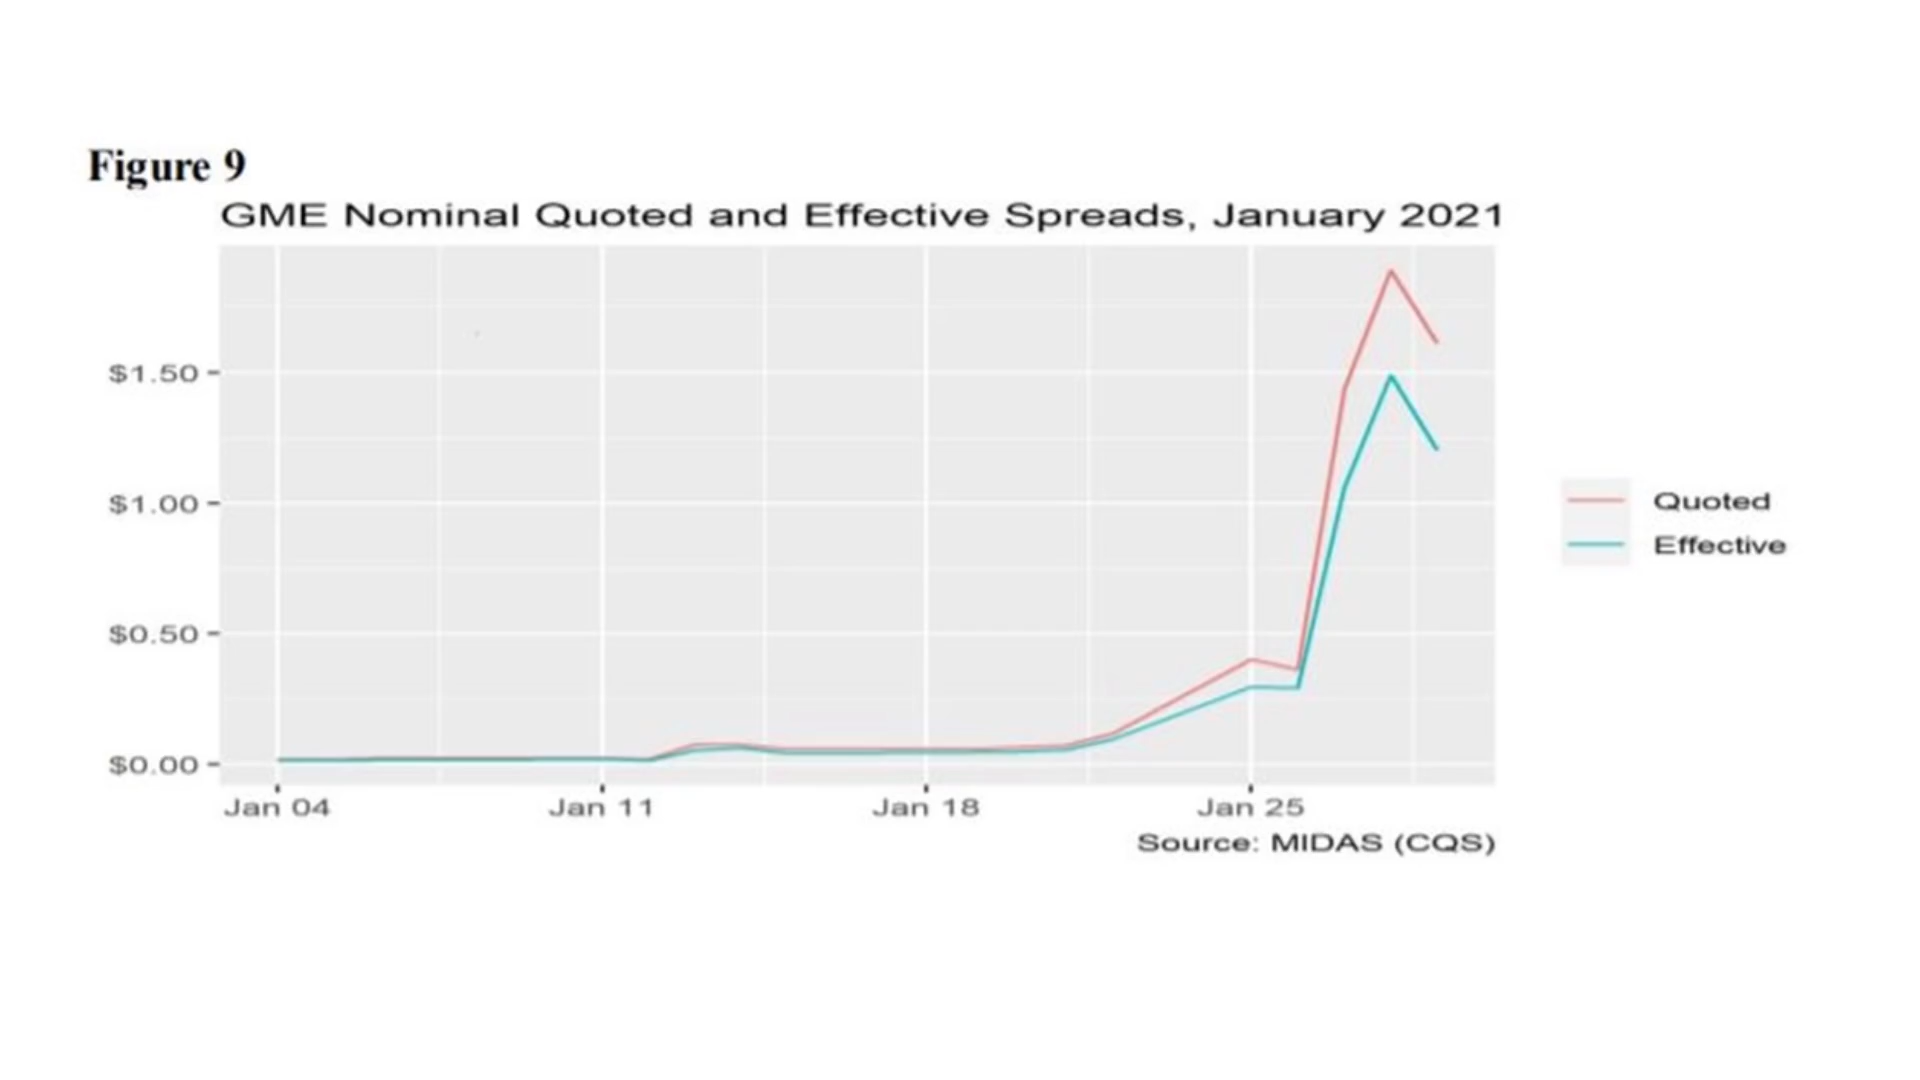 Figure 9
GME Nominal Quoted and Effective Spreads, January 2021
$1.50
$1.00
$0.50
$0.00
Jan 04 Jan 11 Jan 18 Jan 25
Source: MIDAS (CQS)
Quoted
Effective